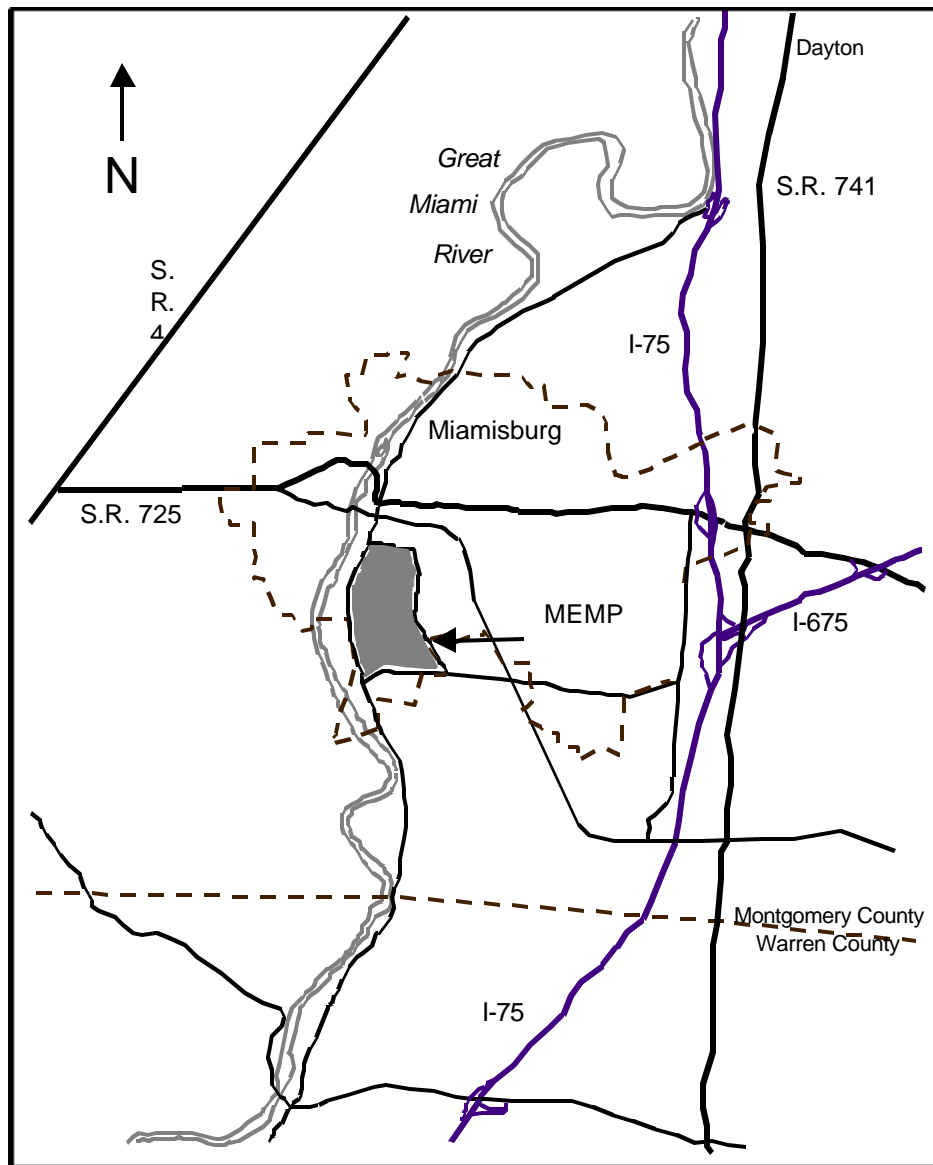 Dayton
N
Great
Miami
River
S.R. 741
S.
R.
4
I-75
Miamisburg
S.R. 725
MEMP
I-675
Montgomery County
Warren County
I-75